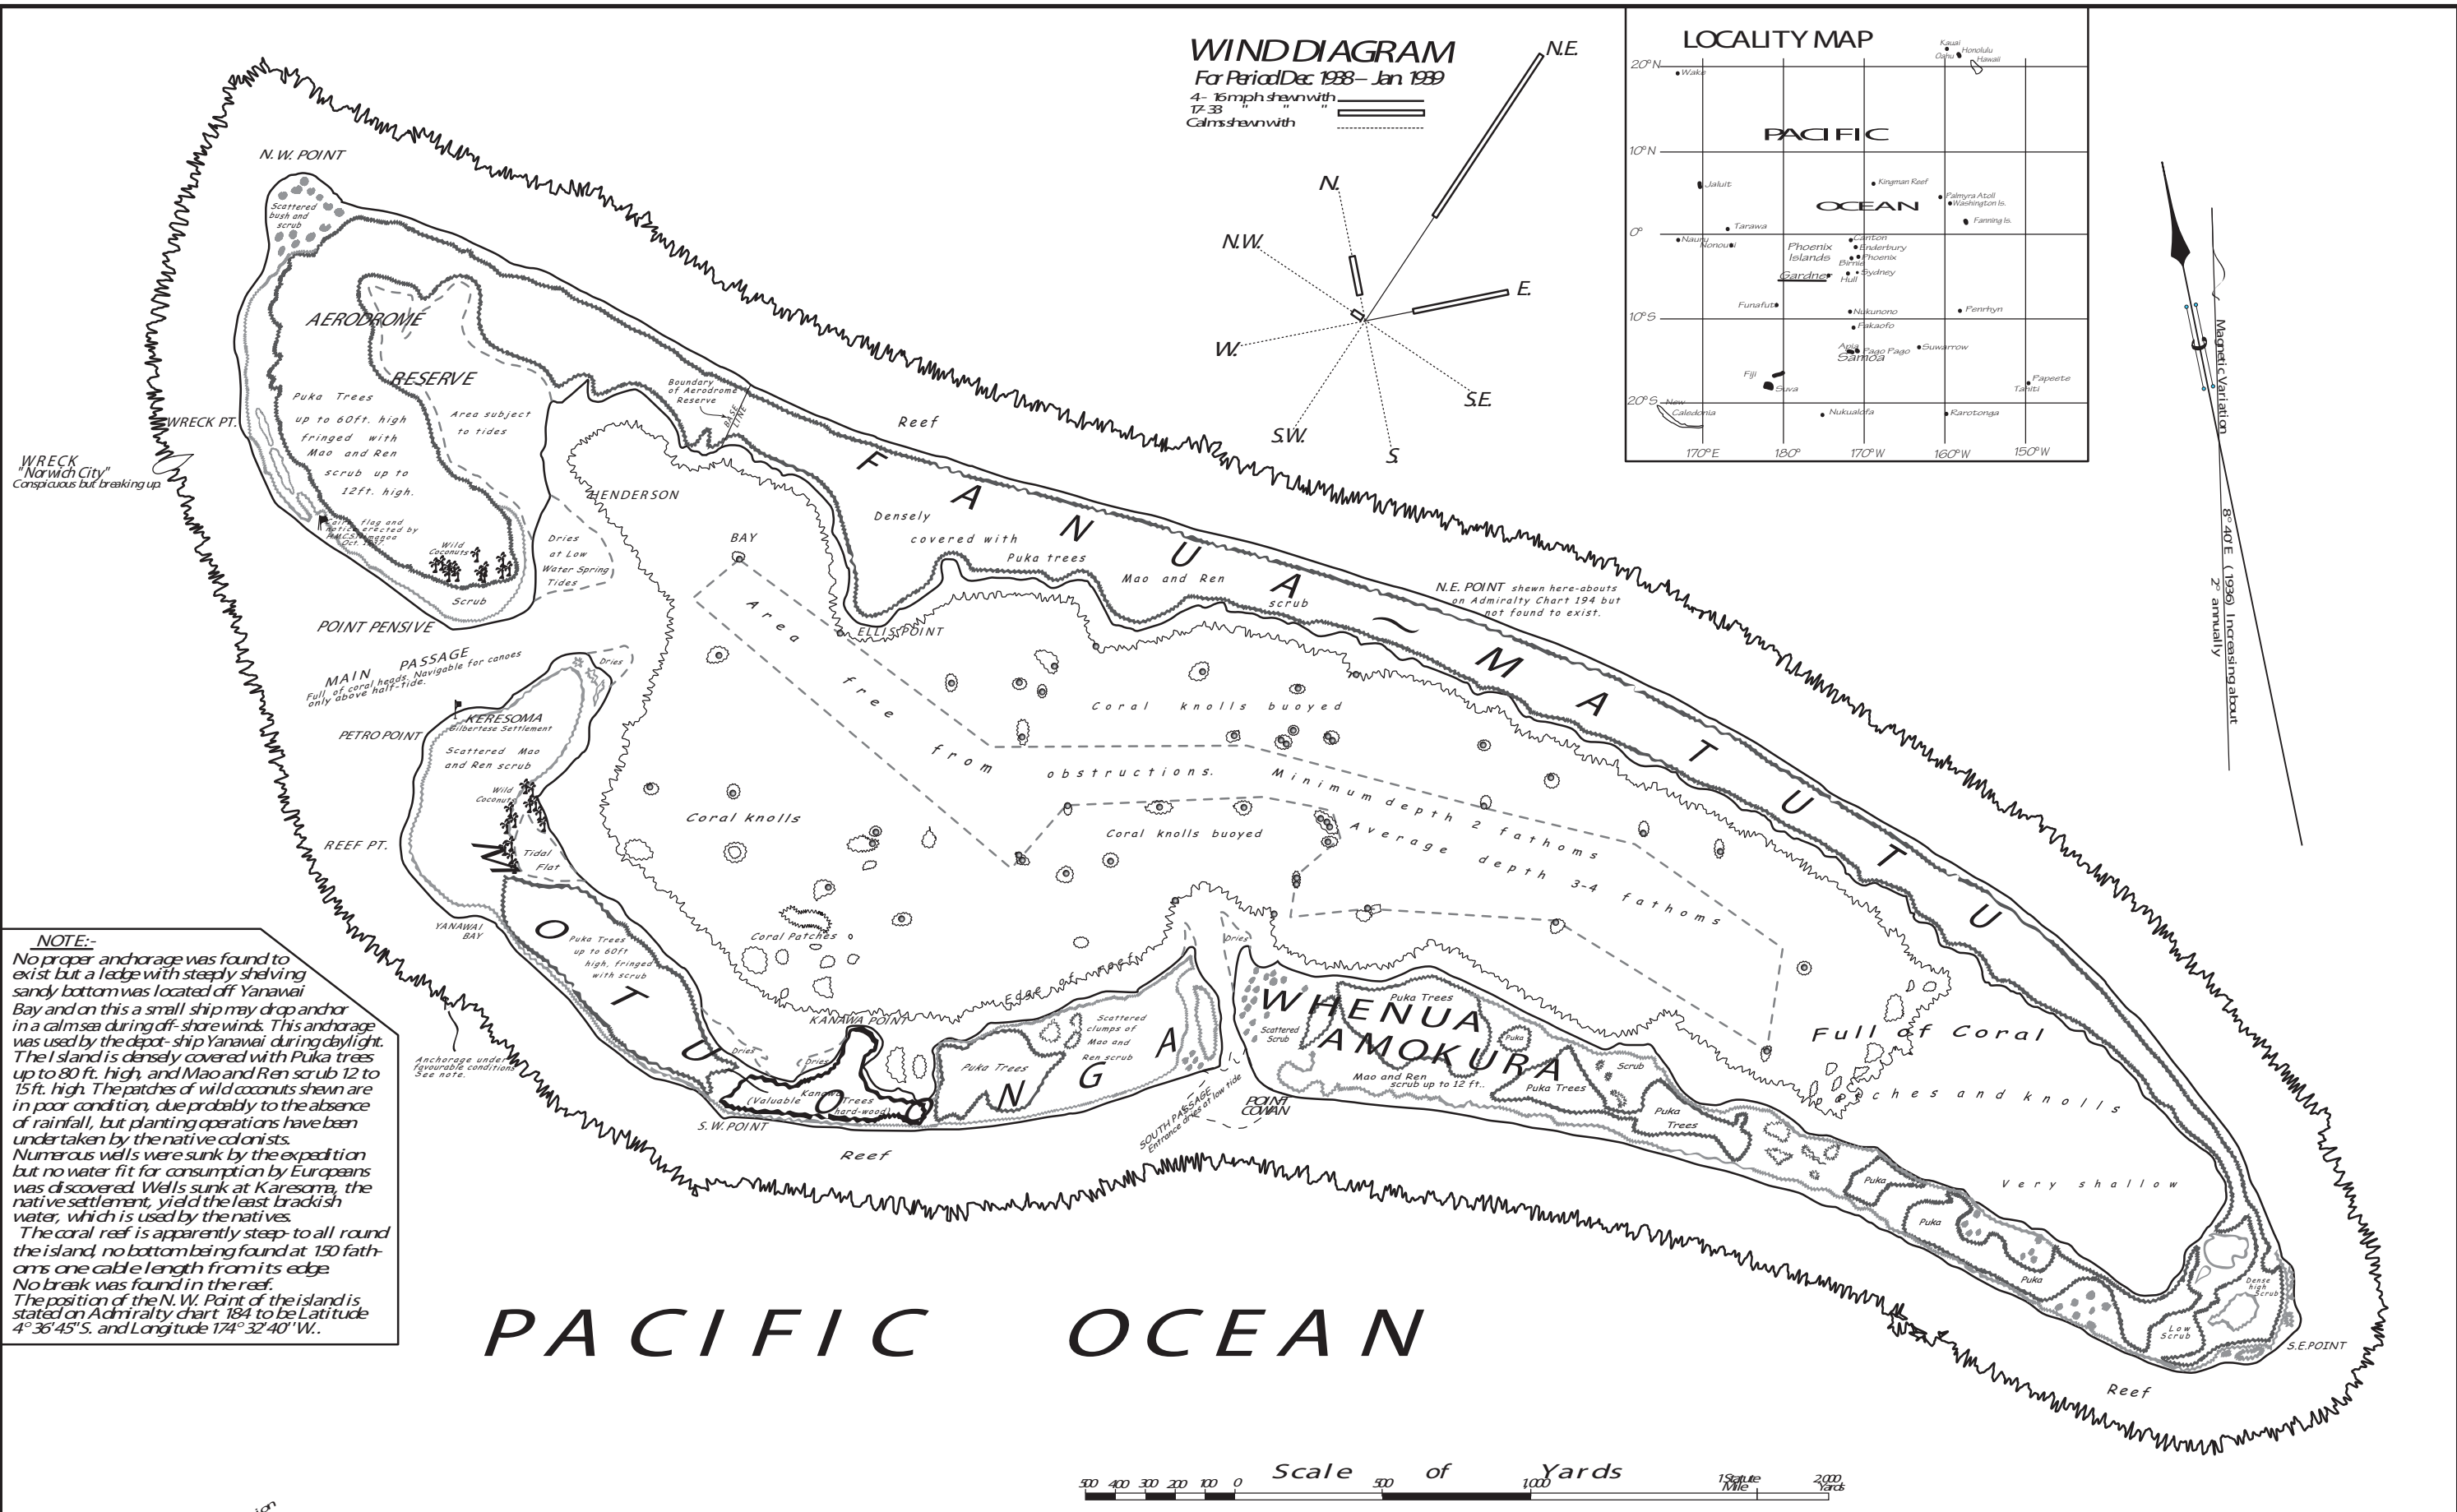 WIND DIAGRAM
For Period Dec. 1938 – Jan. 1939
4 - 16 m.p.h. shewn with
17-33 " " "
Calms shewn with
N.E.
N.
N.W.
E.
W.
S.E.
S.W.
S.
LOCALITY MAP
20°N
10°N
0°
10°S
20°S
170°E
180°
170°W
160°W
150°W
PACIFIC
OCEAN
Kauai
Oahu
Honolulu
Hawaii
Wake
Jaluit
Kingman Reef
Palmyra Atoll
Washington Is.
Fanning Is.
Tarawa
Nauru
Nonouti
Phoenix
Islands
Canton
Enderbury
Phoenix
Birnie
Sydney
Gardner
Hull
Funafuti
Nukunono
Fakaofo
Penrhyn
Apia
Pago Pago
Samoa
Suwarrow
Fiji
Suva
Papeete
Tahiti
New
Caledonia
Nukualofa
Rarotonga
Magnetic Variation
8° 40' E (1936) Increasing about
2' annually
N.W. POINT
Scattered
bush and
scrub
AERODROME
RESERVE
Puka Trees
up to 60ft. high
fringed with
Mao and Ren
scrub up to
12ft. high.
Area subject
to tides
Boundary
of Aerodrome
Reserve
BASE
LINE
Reef
WRECK PT.
WRECK
"Norwich City"
Conspicuous but breaking up.
flag and
notice erected by
Oct. 1937.
Wild
Coconuts
Scrub
Dries
at Low
Water Spring
Tides
HENDERSON
BAY
FANUA ~ MATUTU
Densely
covered with
Puka trees
Mao and Ren
scrub
N.E. POINT shewn here-abouts
on Admiralty Chart 194 but
not found to exist.
ELLIS POINT
POINT PENSIVE
MAIN PASSAGE
Full of coral heads. Navigable for canoes
only above half-tide.
Dries
KERESOMA
Gilbertese Settlement
PETRO POINT
Scattered Mao
and Ren scrub
Wild
Coconuts
REEF PT.
Tidal
Flat
Area free from obstructions. Minimum depth 2 fathoms
Average depth 3-4 fathoms
Coral knolls buoyed
Coral knolls
Coral knolls buoyed
Coral Patches
Edge of reef
YANAWAI
BAY
MOTU O O NGA
Puka Trees
up to 60ft
high, fringed
with scrub
Anchorage under
favourable conditions
See note.
Dries
KANAWA POINT
Dries
(Valuable Kanawa Trees
hard-wood)
S.W. POINT
Reef
Puka Trees
Scattered
clumps of
Mao and
Ren scrub
Dries
SOUTH PASSAGE
Entrance dries at low tide
POINT
COWAN
WHENUA
AMOKURA
Scattered
Scrub
Puka Trees
Puka
Mao and Ren
scrub up to 12 ft..
Puka Trees
Scrub
Puka
Trees
Full of Coral
patches and knolls
Very shallow
Puka
Puka
Puka
Low
Scrub
Dense
high
Scrub
S.E.POINT
Reef
NOTE:-
No proper anchorage was found to
exist but a ledge with steeply shelving
sandy bottom was located off Yanawai
Bay and on this a small ship may drop anchor
in a calm sea during off-shore winds. This anchorage
was used by the depot-ship Yanawai during daylight.
The Island is densely covered with Puka trees
up to 80 ft. high, and Mao and Ren scrub 12 to
15ft. high. The patches of wild coconuts shewn are
in poor condition, due probably to the absence
of rainfall, but planting operations have been
undertaken by the native colonists.
Numerous wells were sunk by the expedition
but no water fit for consumption by Europeans
was discovered. Wells sunk at Karesoma, the
native settlement, yield the least brackish
water, which is used by the natives.
The coral reef is apparently steep-to all round
the island, no bottom being found at 150 fath-
oms one cable length from its edge.
No break was found in the reef.
The position of the N.W. Point of the island is
stated on Admiralty chart 184 to be Latitude
4° 36'45"S. and Longitude 174° 32'40"W..
PACIFIC OCEAN
Scale of Yards
500 400 300 200 100 0 500 1,000 1 Statute Mile 2,000 Yards